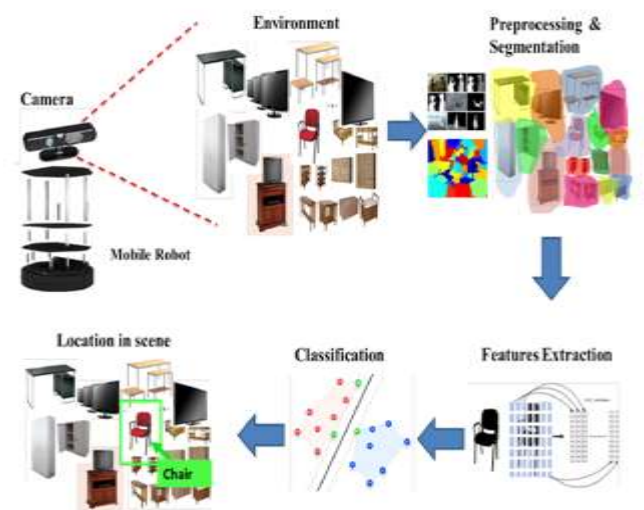 Environment
Preprocessing &
Segmentation
Camera
Mobile Robot
Location in scene
Classification
Features Extraction
Chair